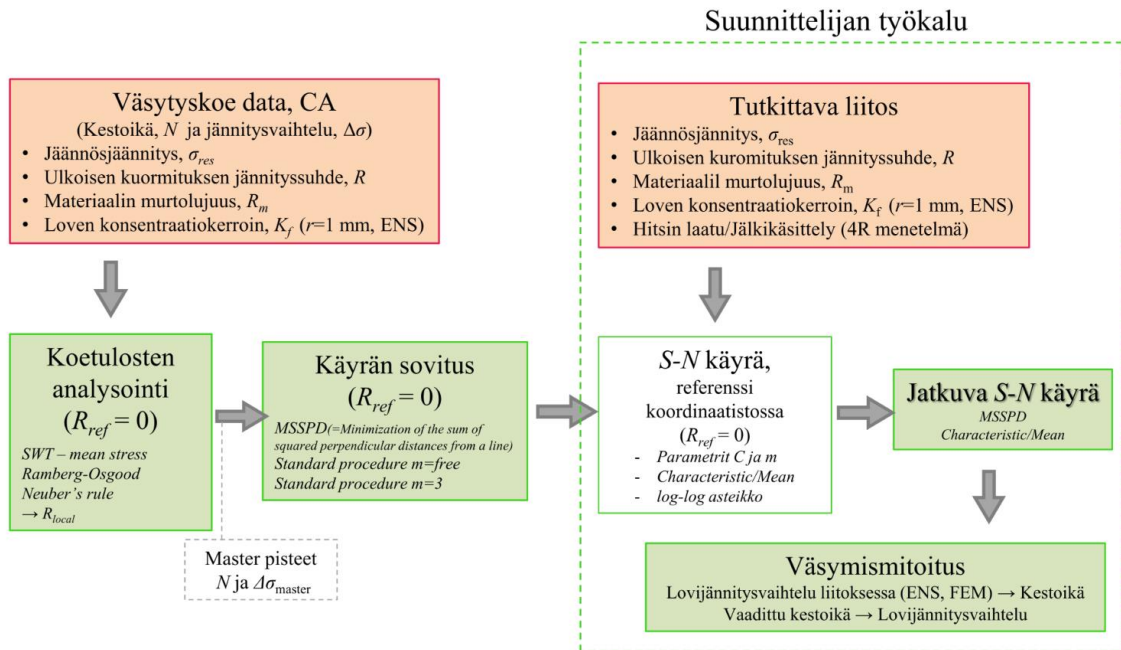 Suunnittelijan työkalu
Väsytyskoe data, CA
(Kestoikä, N ja jännitysvaihtelu, Δσ)
• Jäännösjäännitys, σres
• Ulkoisen kuormituksen jännityssuhde, R
• Materiaalin murtolujuus, Rm
• Loven konsentraatiokerroin, Kf (r=1 mm, ENS)
Tutkittava liitos
• Jäännösjännitys, σres
• Ulkoisen kuromituksen jännityssuhde, R
• Materiaalil murtolujuus, Rm
• Loven konsentraatiokerroin, Kf (r=1 mm, ENS)
• Hitsin laatu/Jälkikäsittely (4R menetelmä)
Koetulosten
analysointi
(Rref = 0)
SWT – mean stress
Ramberg-Osgood
Neuber's rule
→ Rlocal
Käyrän sovitus
(Rref = 0)
MSSPD(=Minimization of the sum of
squared perpendicular distances from a line)
Standard procedure m=free
Standard procedure m=3
Master pisteet
N ja Δσmaster
S-N käyrä,
referenssi
koordinaatistossa
(Rref = 0)
- Parametrit C ja m
- Characteristic/Mean
- log-log asteikko
Jatkuva S-N käyrä
MSSPD
Characteristic/Mean
Väsymismitoitus
Lovijännitysvaihtelu liitoksessa (ENS, FEM) → Kestoikä
Vaadittu kestoikä → Lovijännitysvaihtelu